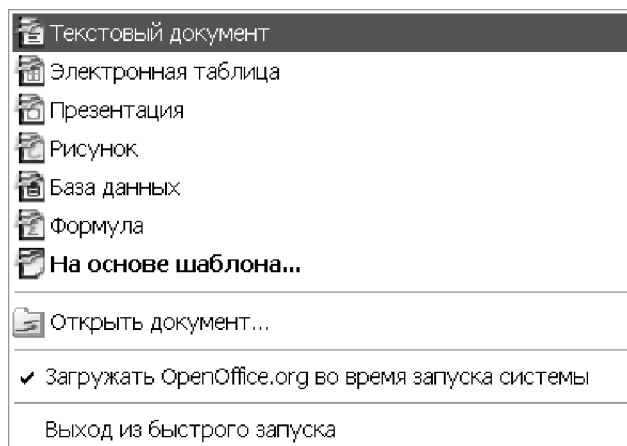 Текстовый документ
Электронная таблица
Презентация
Рисунок
База данных
Формула
На основе шаблона...
Открыть документ...
Загружать OpenOffice.org во время запуска системы
Выход из быстрого запуска